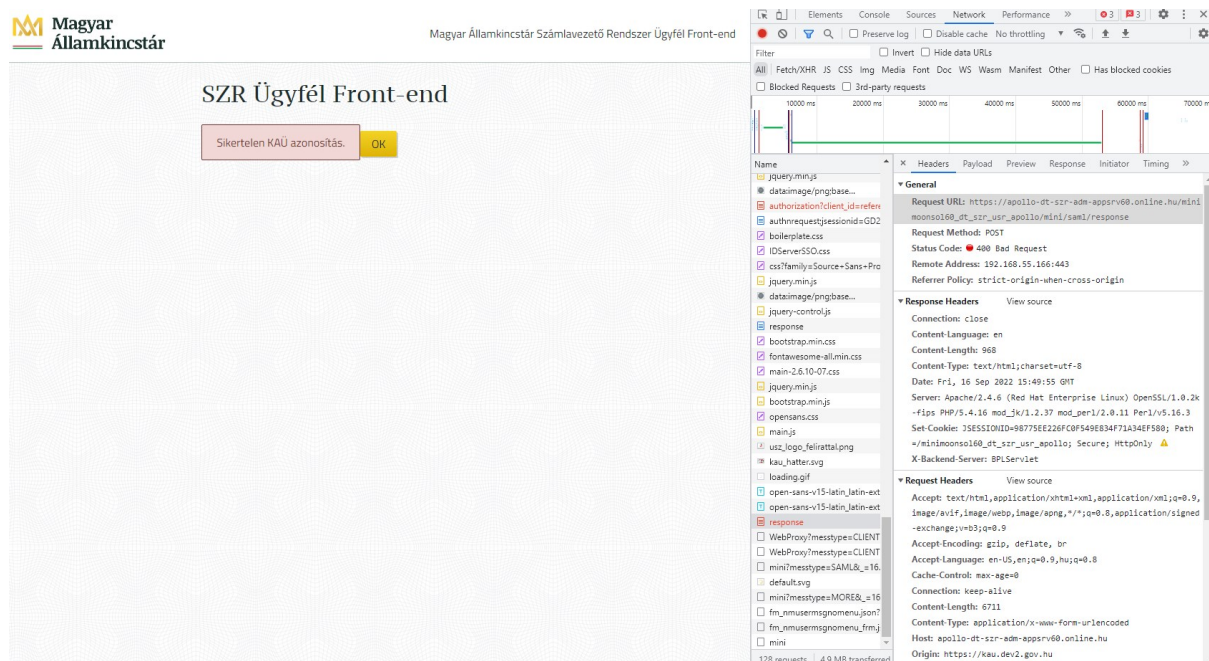 Magyar
Államkincstár
Magyar Államkincstár Számlavezető Rendszer Ügyfél Front-end
SZR Ügyfél Front-end
Sikertelen KAÜ azonosítás.
OK
Elements Console Sources Network Performance » 3 3
Preserve log Disable cache No throttling
Filter Invert Hide data URLs
All Fetch/XHR JS CSS Img Media Font Doc WS Wasm Manifest Other Has blocked cookies
Blocked Requests 3rd-party requests
10000 ms 20000 ms 30000 ms 40000 ms 50000 ms 60000 ms 70000 m
Name
jquery.min.js
data:image/png;base...
authorization?client_id=refere
authnrequest;jsessionid=GD2
boilerplate.css
IDServerSSO.css
css?family=Source+Sans+Pro
jquery.min.js
data:image/png;base...
jquery-control.js
response
bootstrap.min.css
fontawesome-all.min.css
main-2.6.10-07.css
jquery.min.js
bootstrap.min.js
opensans.css
main.js
usz_logo_felirattal.png
kau_hatter.svg
loading.gif
open-sans-v15-latin_latin-ext
open-sans-v15-latin_latin-ext
response
WebProxy?messtype=CLIENT
WebProxy?messtype=CLIENT
mini?messtype=SAML&_=16.
default.svg
mini?messtype=MORE&_=16
fm_nmusermsgnomenu.json?
fm_nmusermsgnomenu_frm.j
mini
128 requests 4.9 MB transferred
× Headers Payload Preview Response Initiator Timing »
General
Request URL: https://apollo-dt-szr-adm-appsrv60.online.hu/mini
moonsol60_dt_szr_usr_apollo/mini/saml/response
Request Method: POST
Status Code: 400 Bad Request
Remote Address: 192.168.55.166:443
Referrer Policy: strict-origin-when-cross-origin
Response Headers View source
Connection: close
Content-Language: en
Content-Length: 968
Content-Type: text/html;charset=utf-8
Date: Fri, 16 Sep 2022 15:49:55 GMT
Server: Apache/2.4.6 (Red Hat Enterprise Linux) OpenSSL/1.0.2k
-fips PHP/5.4.16 mod_jk/1.2.37 mod_perl/2.0.11 Perl/v5.16.3
Set-Cookie: JSESSIONID=98775EE226FC0F549E834F71A34EF580; Path
=/minimoonsol60_dt_szr_usr_apollo; Secure; HttpOnly
X-Backend-Server: BPLServlet
Request Headers View source
Accept: text/html,application/xhtml+xml,application/xml;q=0.9,
image/avif,image/webp,image/apng,*/*;q=0.8,application/signed
-exchange;v=b3;q=0.9
Accept-Encoding: gzip, deflate, br
Accept-Language: en-US,en;q=0.9,hu;q=0.8
Cache-Control: max-age=0
Connection: keep-alive
Content-Length: 6711
Content-Type: application/x-www-form-urlencoded
Host: apollo-dt-szr-adm-appsrv60.online.hu
Origin: https://kau.dev2.gov.hu